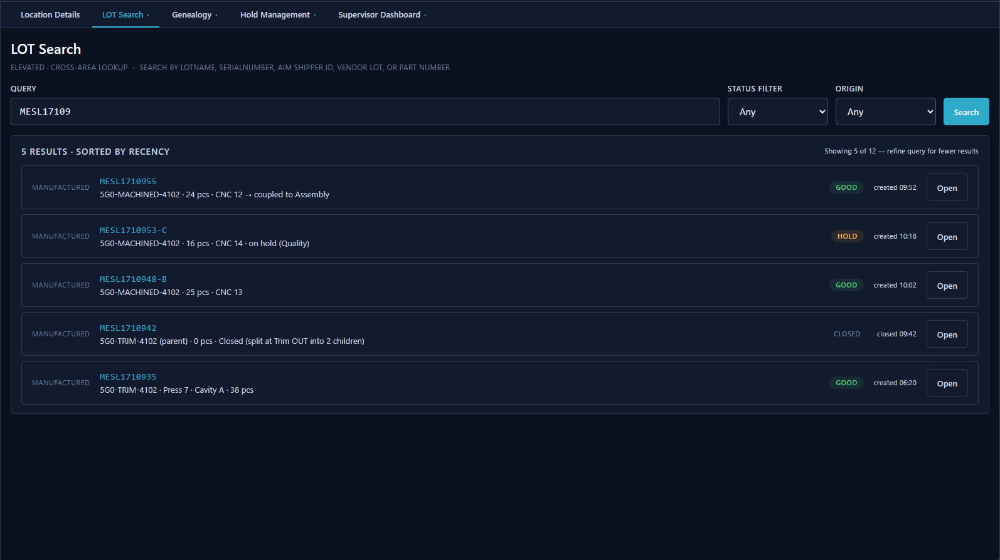 Location Details LOT Search · Genealogy · Hold Management · Supervisor Dashboard ·
LOT Search
ELEVATED · CROSS-AREA LOOKUP · SEARCH BY LOTNAME, SERIALNUMBER, AIM SHIPPER ID, VENDOR LOT, OR PART NUMBER
QUERY STATUS FILTER ORIGIN
MESL17109 Any Any Search
5 RESULTS · SORTED BY RECENCY Showing 5 of 12 — refine query for fewer results
MESL1710955
MANUFACTURED GOOD created 09:52 Open
5G0-MACHINED-4102 · 24 pcs · CNC 12 → coupled to Assembly
MESL1710953-C
MANUFACTURED HOLD created 10:18 Open
5G0-MACHINED-4102 · 16 pcs · CNC 14 · on hold (Quality)
MESL1710948-B
MANUFACTURED GOOD created 10:02 Open
5G0-MACHINED-4102 · 25 pcs · CNC 13
MESL1710942
MANUFACTURED CLOSED closed 09:42 Open
5G0-TRIM-4102 (parent) · 0 pcs · Closed (split at Trim OUT into 2 children)
MESL1710935
MANUFACTURED GOOD created 06:20 Open
5G0-TRIM-4102 · Press 7 · Cavity A · 38 pcs